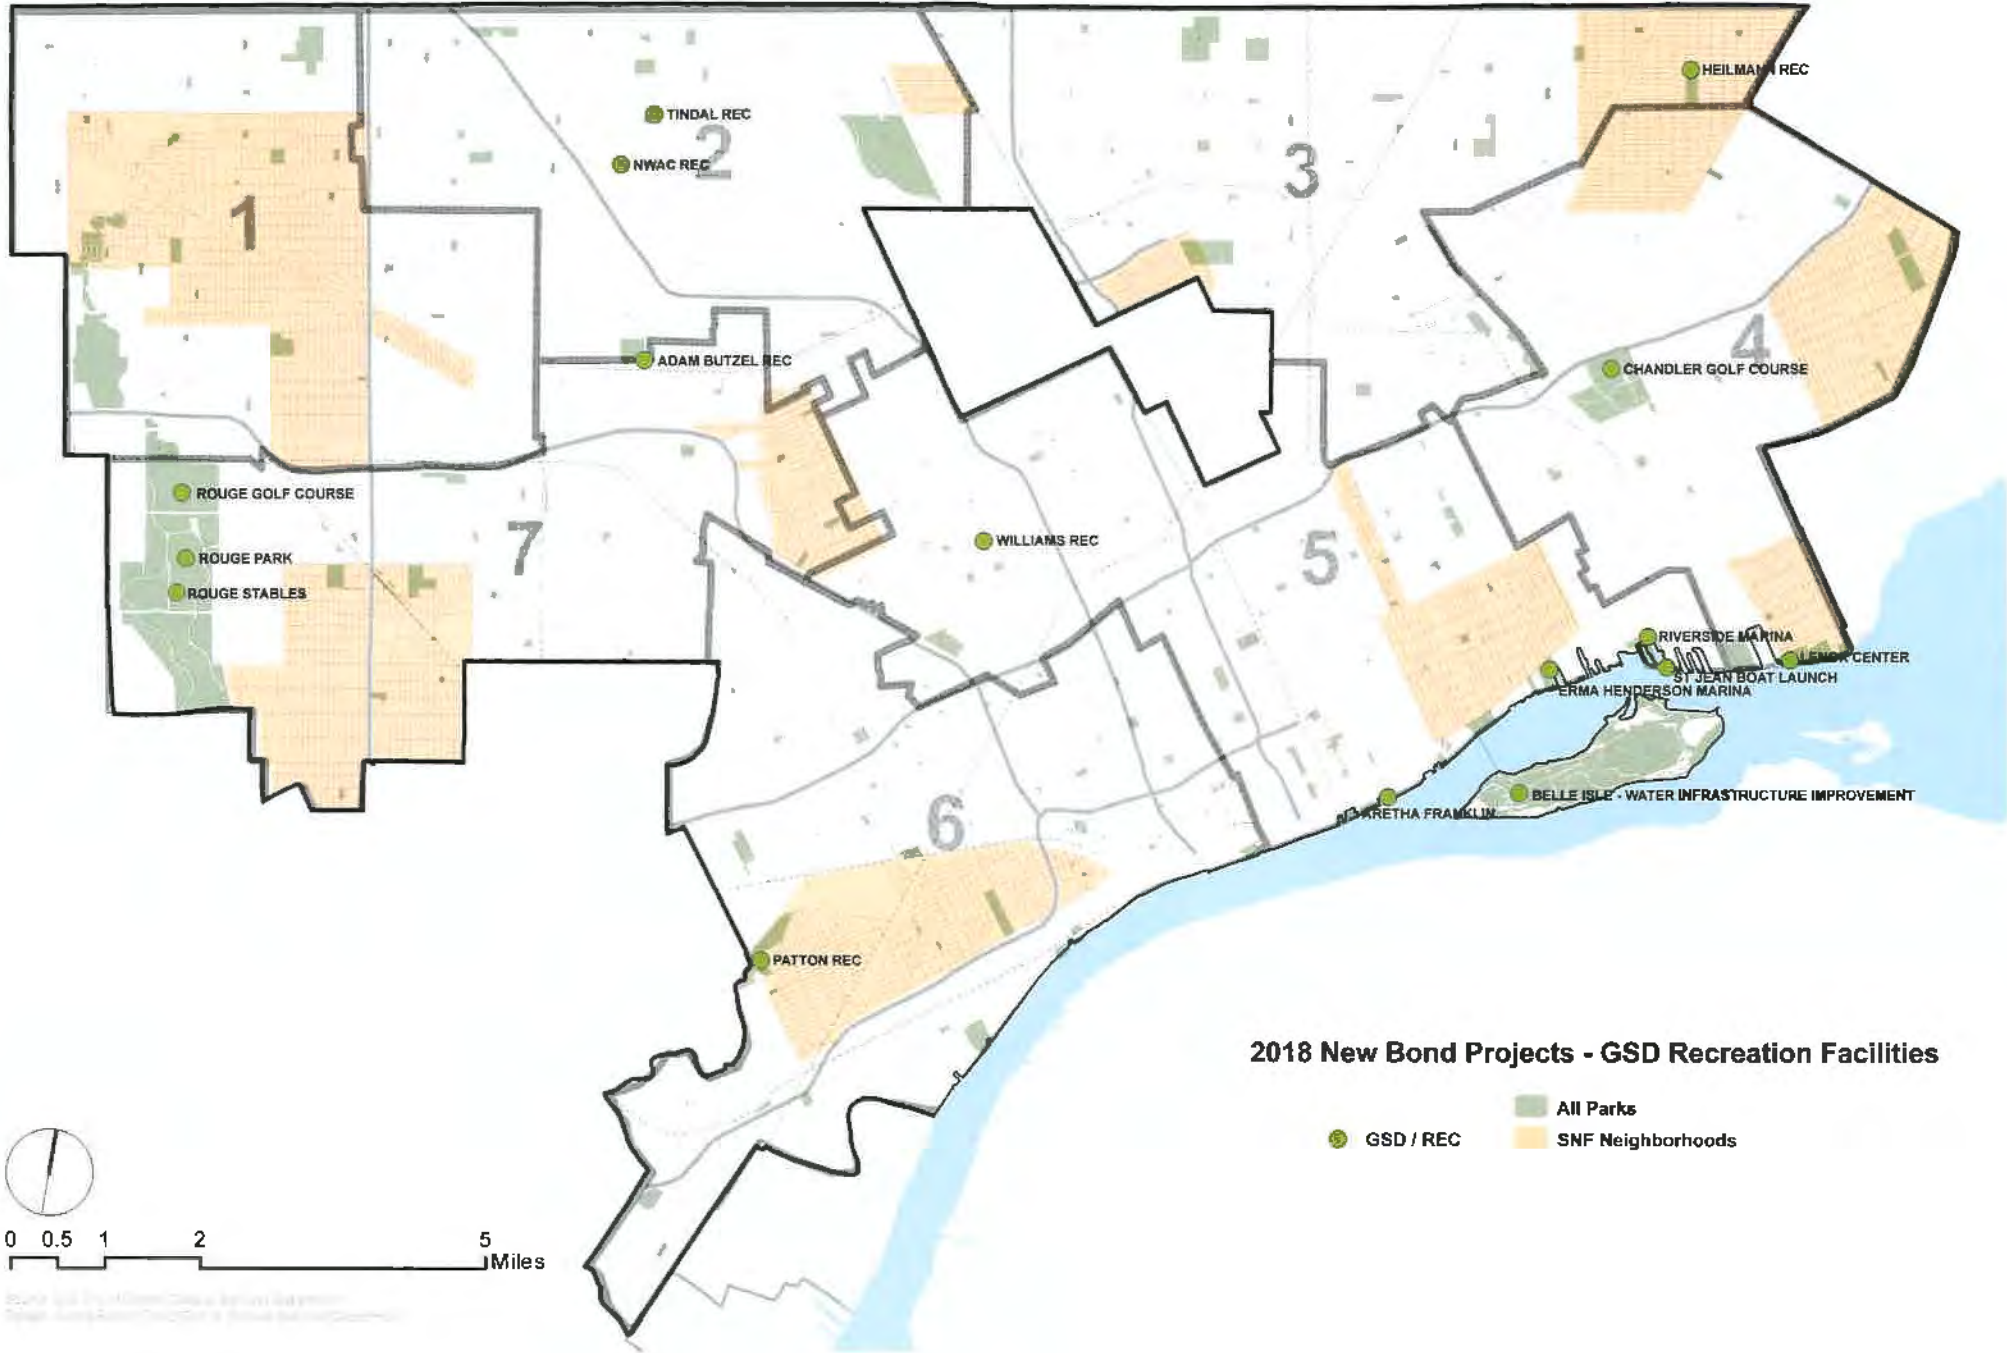 HEILMANN REC
TINDAL REC
2
NWAC REC
3
1
ADAM BUTZEL REC
4
CHANDLER GOLF COURSE
ROUGE GOLF COURSE
7
WILLIAMS REC
5
ROUGE PARK
ROUGE STABLES
RIVERSIDE MARINA
LENOX CENTER
ST JEAN BOAT LAUNCH
ERMA HENDERSON MARINA
BELLE ISLE - WATER INFRASTRUCTURE IMPROVEMENT
ARETHA FRANKLIN
6
PATTON REC
2018 New Bond Projects - GSD Recreation Facilities
All Parks
GSD / REC
SNF Neighborhoods
0 0.5 1 2 5
Miles